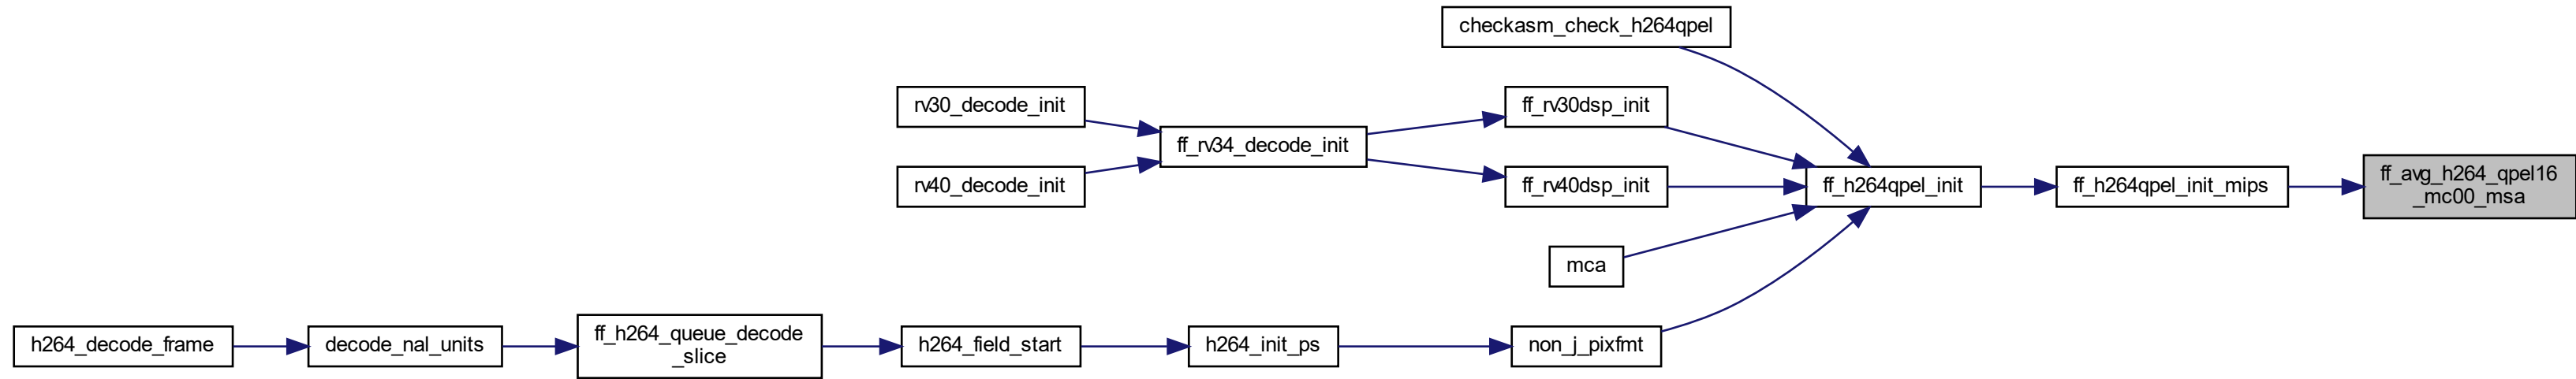 checkasm_check_h264qpel
rv30_decode_init
ff_rv30dsp_init
ff_rv34_decode_init
rv40_decode_init
ff_rv40dsp_init
ff_h264qpel_init
ff_h264qpel_init_mips
ff_avg_h264_qpel16
_mc00_msa
mca
h264_decode_frame
decode_nal_units
ff_h264_queue_decode
_slice
h264_field_start
h264_init_ps
non_j_pixfmt